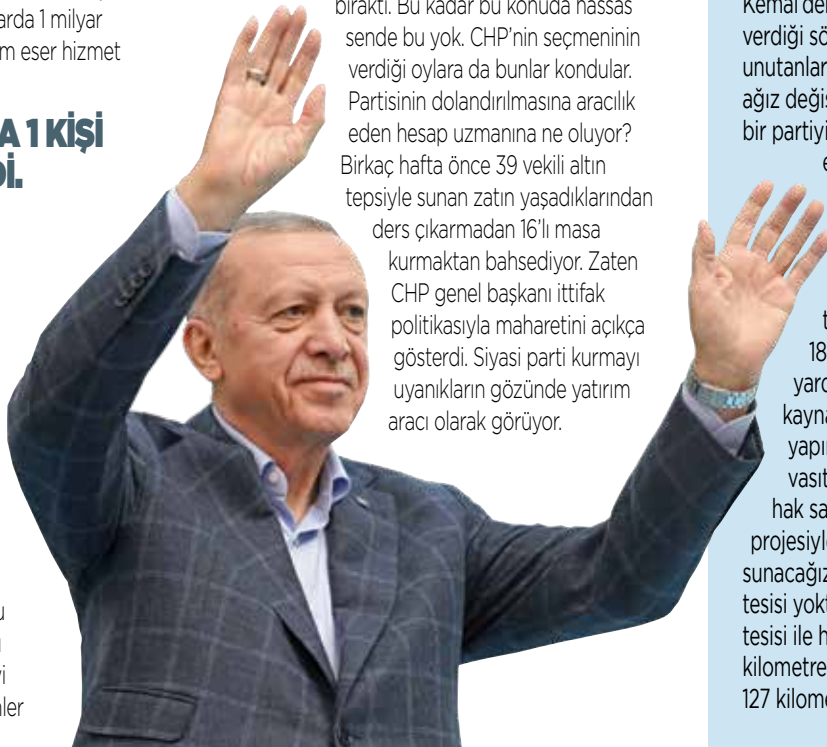 arda 1 milyar
m eser hizmet
A 1 KİŞİ
Dİ.
u
ler
bıraktı. Bu kadar bu konuda hassas
sende bu yok. CHP’nin seçmeninin
verdiği oylara da bunlar kondular.
Partisinin dolandırılmasına aracılık
eden hesap uzmanına ne oluyor?
Birkaç hafta önce 39 vekili altın
tepsiyle sunan zatın yaşadıklarından
ders çıkarmadan 16’lı masa
kurmaktan bahsediyor. Zaten
CHP genel başkanı ittifak
politikasıyla maharetini açıkça
gösterdi. Siyasi parti kurmayı
uyanıkların gözünde yatırım
aracı olarak görüyor.
Kemal
verdiği
unutanlar
ağız
bir partiyi
e
t
18
yard
kayna
yapı
vasıt
hak sa
projesiyle
sunacağız
tesisi
tesisi ile h
kilometre
127 kilome